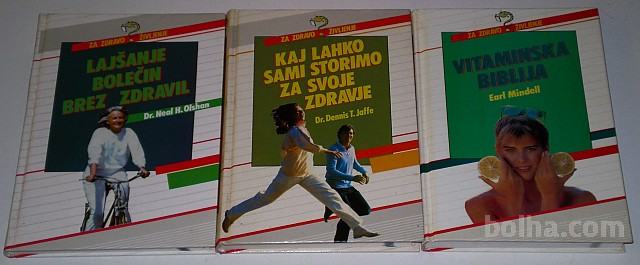 ZA ZDRAVO ŽIVLJENJE
LAJŠANJE
BOLEČIN
BREZ ZDRAVIL
Dr. Neal H. Olshan
ZA ZDRAVO ŽIVLJENJE
KAJ LAHKO
SAMI STORIMO
ZA SVOJE
ZDRAVJE
Dr. Dennis T. Jaffe
ZA ZDRAVO ŽIVLJENJE
VITAMINSKA
BIBLIJA
Earl Mindell
bolha.com